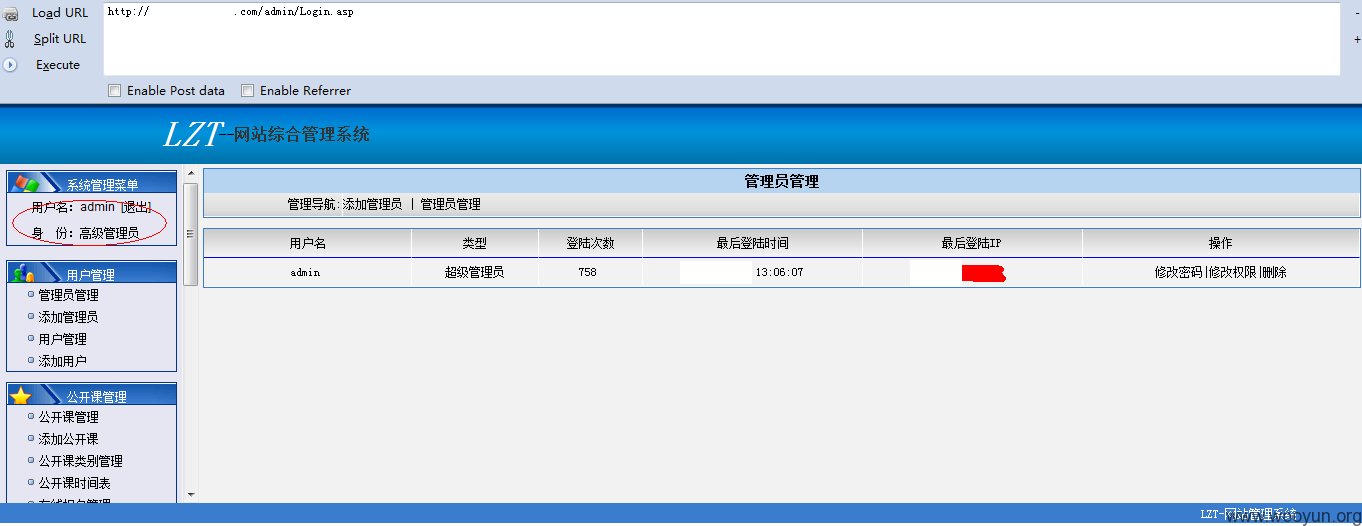 Load URL
http:// .com/admin/Login.asp
Split URL
Execute
Enable Post data Enable Referrer
LZT--网站综合管理系统
系统管理菜单
用户名: admin [退出]
身 份: 高级管理员
用户管理
管理员管理
添加管理员
用户管理
添加用户
公开课管理
公开课管理
添加公开课
公开课类别管理
公开课时间表
管理员管理
管理导航:添加管理员 | 管理员管理
用户名 类型 登陆次数 最后登陆时间 最后登陆IP 操作
admin 超级管理员 758 13:06:07 修改密码|修改权限|删除
LZT-网站管理系统
www.wooyun.org